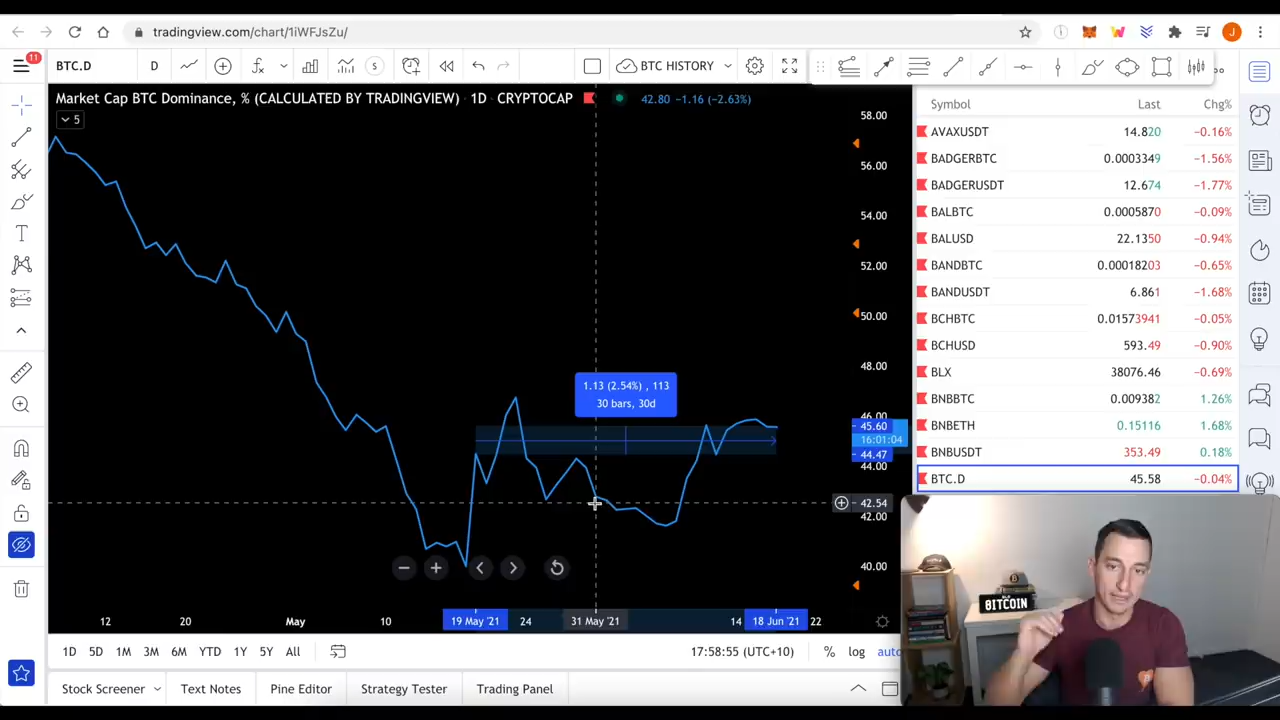 tradingview.com/chart/1iWFJsZu/
J
11
BTC.D
D
S
BTC HISTORY
Market Cap BTC Dominance, % (CALCULATED BY TRADINGVIEW) · 1D · CRYPTOCAP
42.80 −1.16 (−2.63%)
5
58.00
56.00
54.00
52.00
50.00
48.00
46.00
45.60
16:01:04
44.47
44.00
42.54
42.00
40.00
1.13 (2.54%) , 113
30 bars, 30d
12
20
May
10
19 May '21
24
31 May '21
14
18 Jun '21
22
1D 5D 1M 3M 6M YTD 1Y 5Y All
17:58:55 (UTC+10)
%
log
auto
Stock Screener
Text Notes
Pine Editor
Strategy Tester
Trading Panel
Symbol Last Chg%
AVAXUSDT 14.820 −0.16%
BADGERBTC 0.0003349 −1.56%
BADGERUSDT 12.674 −1.77%
BALBTC 0.0005870 −0.09%
BALUSD 22.1350 −0.94%
BANDBTC 0.00018203 −0.65%
BANDUSDT 6.861 −1.68%
BCHBTC 0.01573941 −0.05%
BCHUSD 593.49 −0.90%
BLX 38076.46 −0.69%
BNBBTC 0.009382 1.26%
BNBETH 0.15116 1.68%
BNBUSDT 353.49 0.18%
BTC.D 45.58 −0.04%
BITCOIN